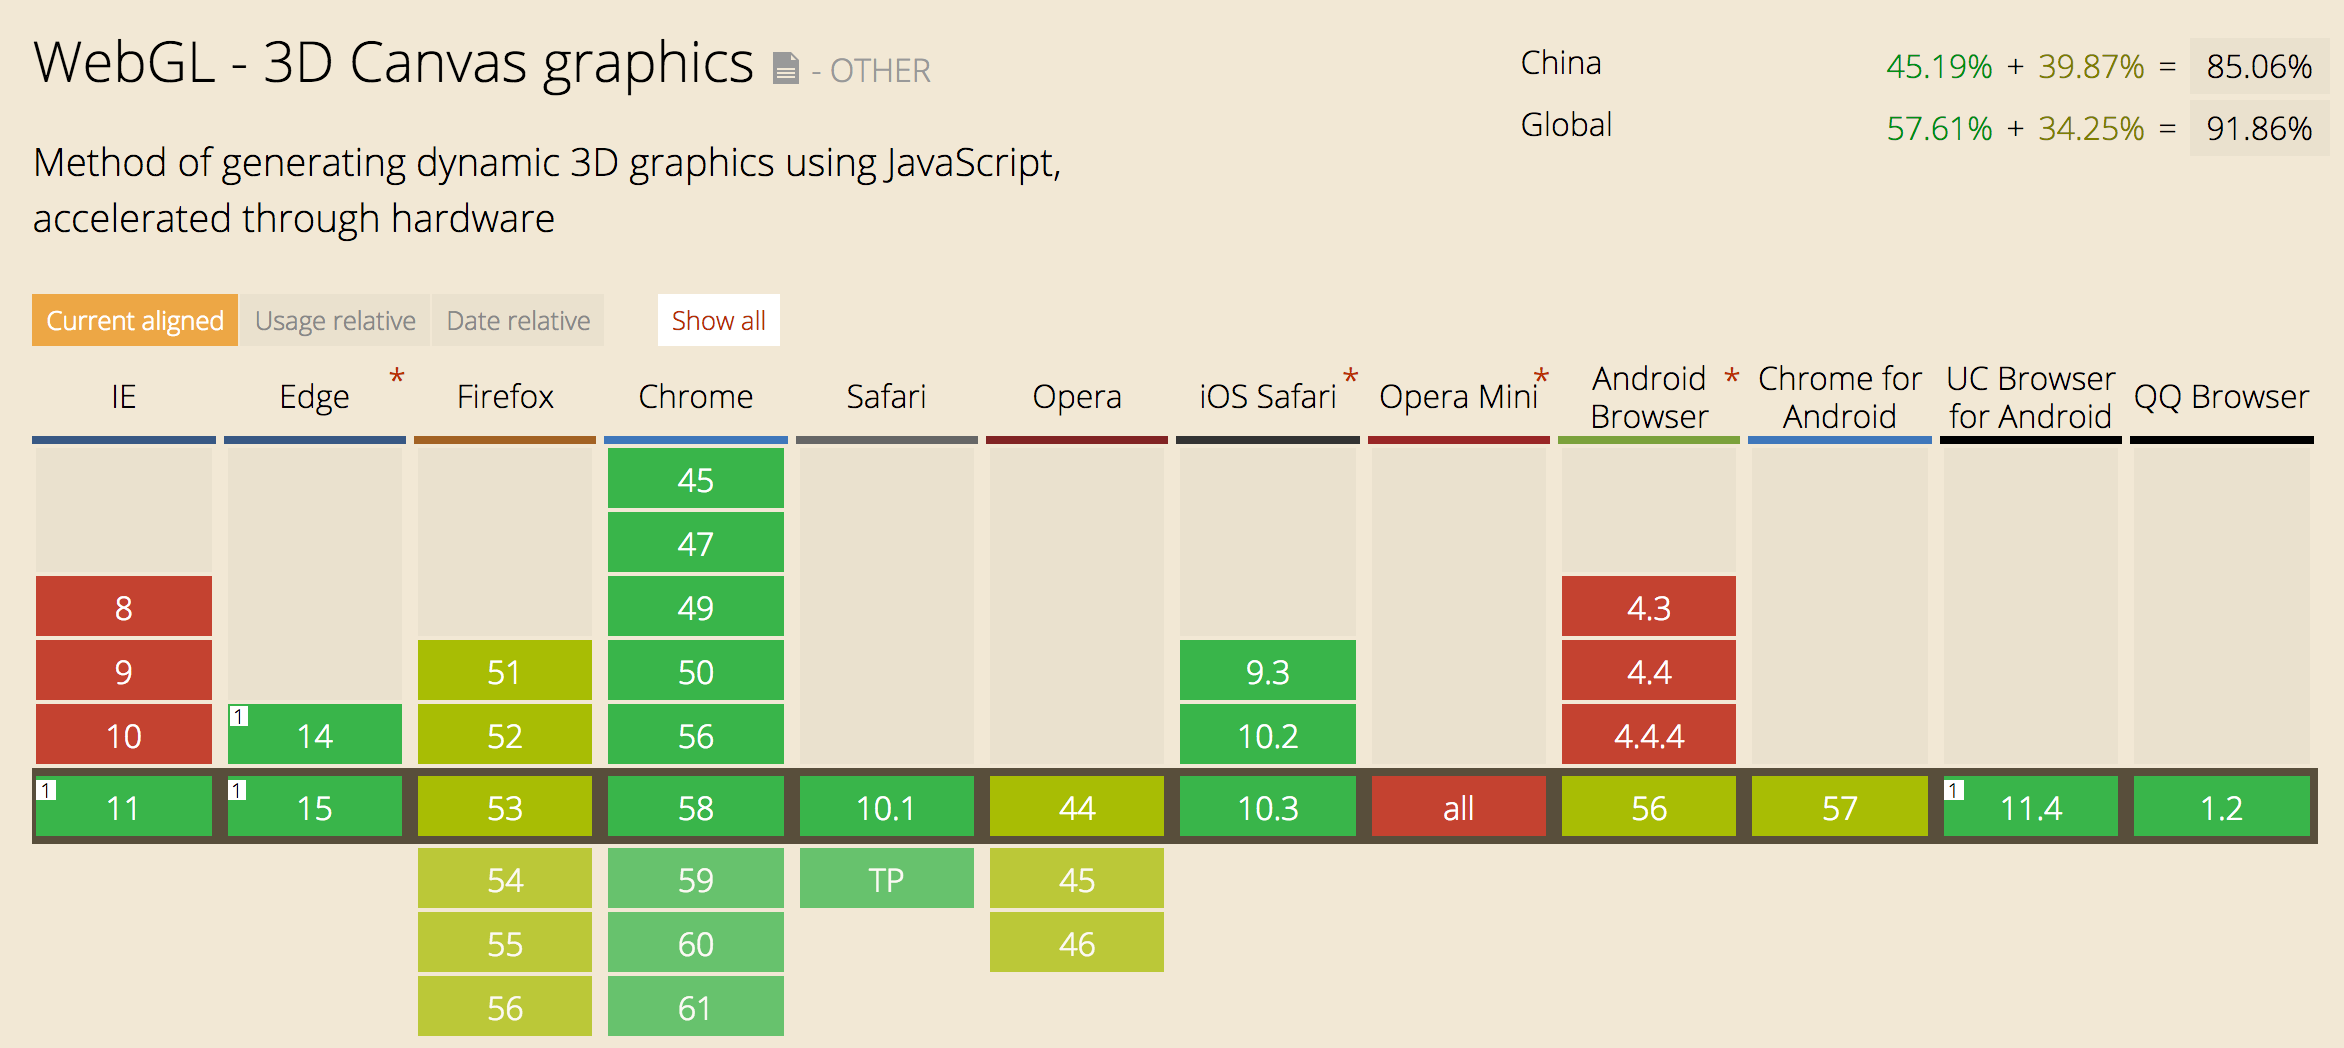 WebGL - 3D Canvas graphics - OTHER
China 45.19% + 39.87% = 85.06%
Global 57.61% + 34.25% = 91.86%
Method of generating dynamic 3D graphics using JavaScript,
accelerated through hardware
Current aligned Usage relative Date relative Show all
IE Edge * Firefox Chrome Safari Opera iOS Safari * Opera Mini * Android Browser * Chrome for Android UC Browser for Android QQ Browser
45
47
8 49 4.3
9 51 50 9.3 4.4
10 1 14 52 56 10.2 4.4.4
1 11 1 15 53 58 10.1 44 10.3 all 56 57 1 11.4 1.2
54 59 TP 45
55 60 46
56 61